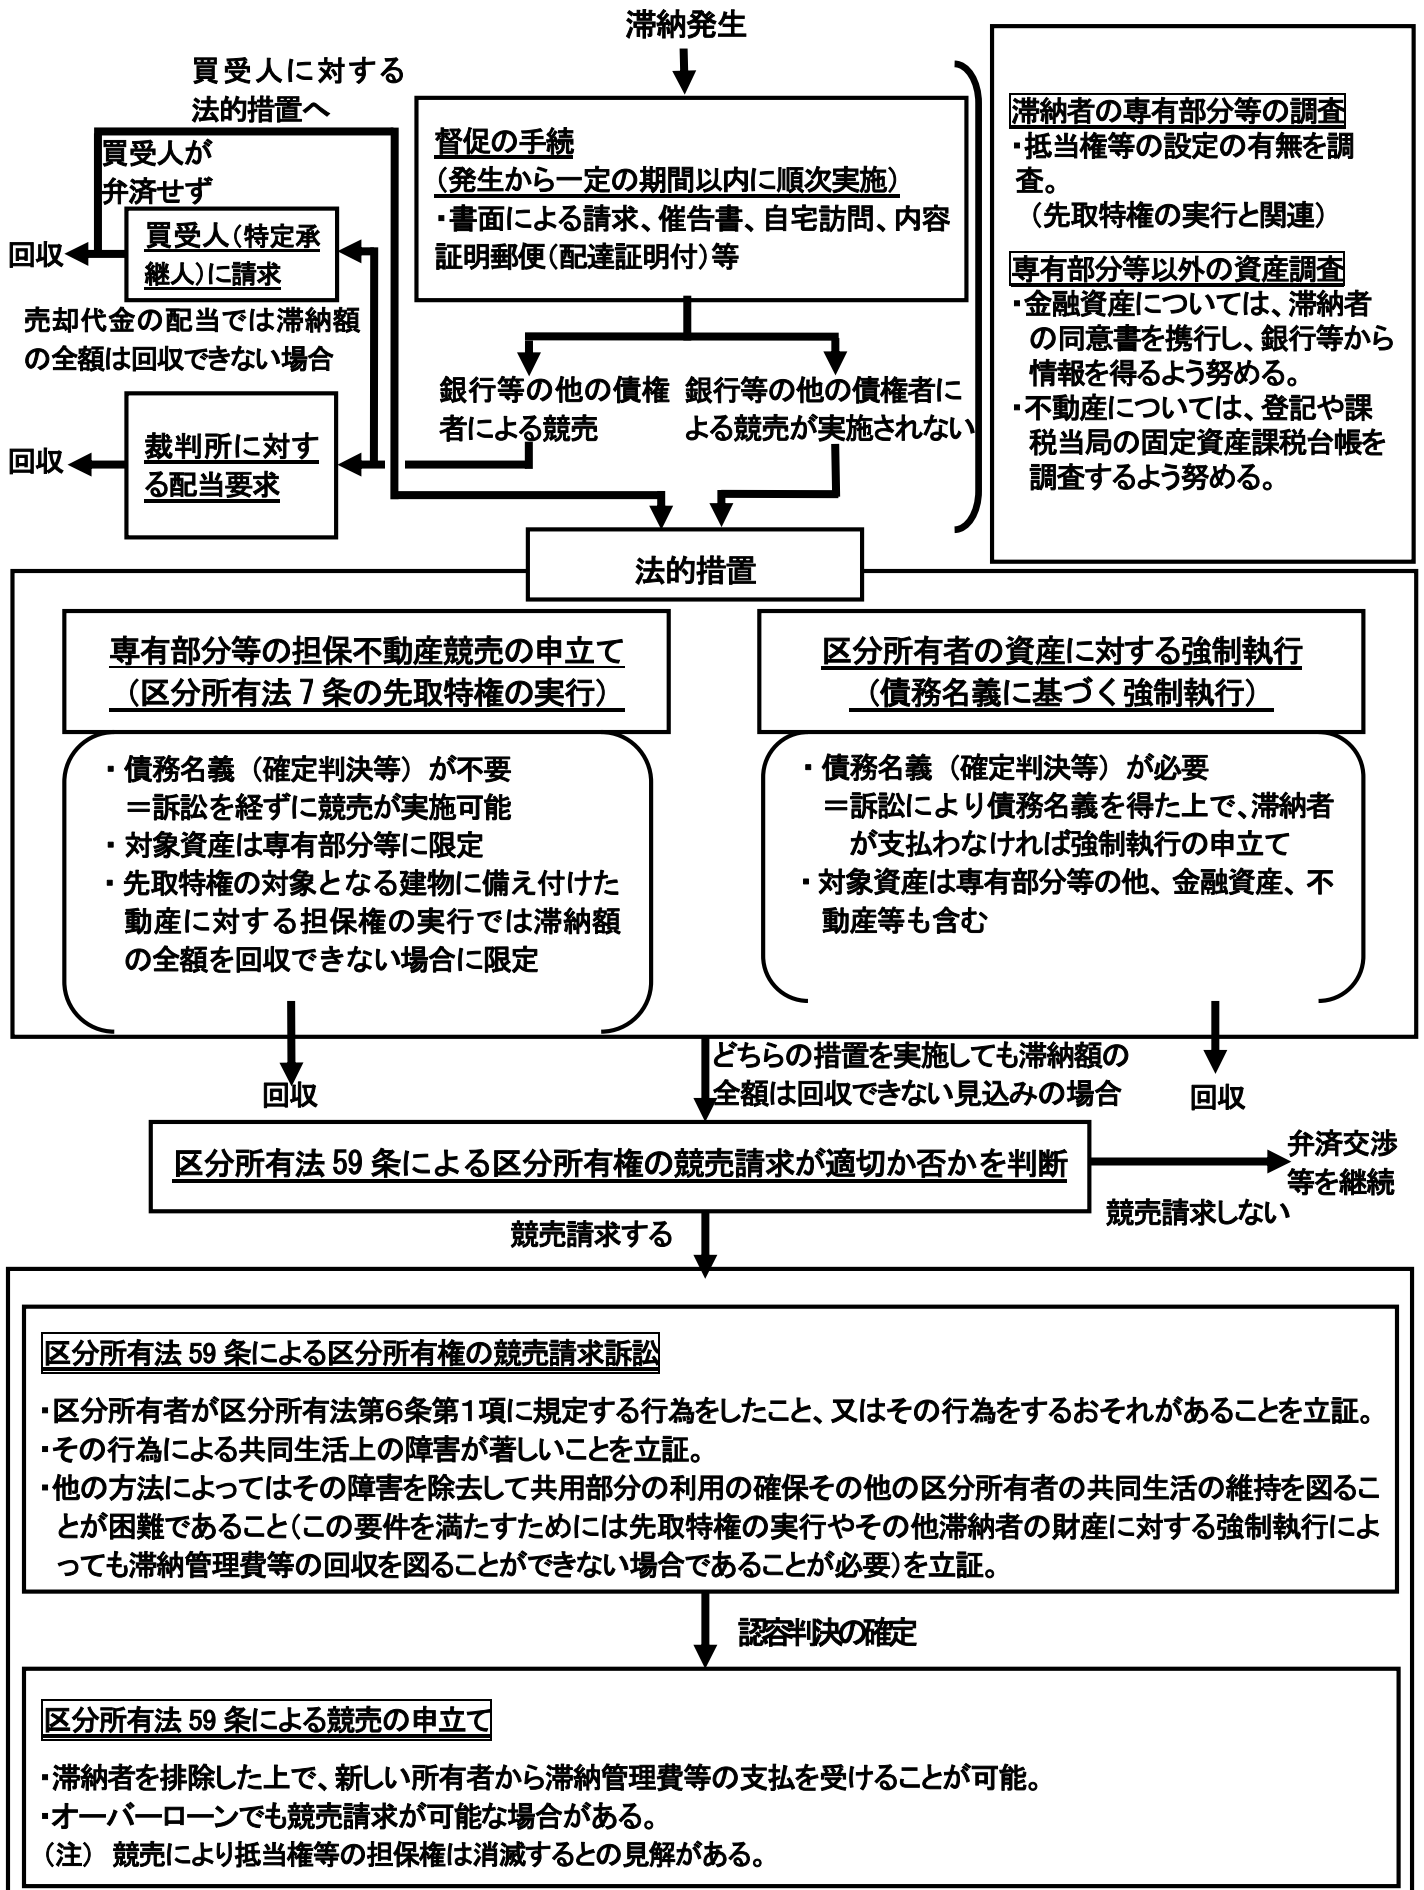 滞納発生
買受人に対する
法的措置へ
買受人が
弁済せず
回収
買受人(特定承
継人)に請求
売却代金の配当では滞納額
の全額は回収できない場合
回収
裁判所に対す
る配当要求
督促の手続
(発生から一定の期間以内に順次実施)
・書面による請求、催告書、自宅訪問、内容
証明郵便(配達証明付)等
銀行等の他の債権
者による競売
銀行等の他の債権者に
よる競売が実施されない
滞納者の専有部分等の調査
・抵当権等の設定の有無を調
査。
(先取特権の実行と関連)
専有部分等以外の資産調査
・金融資産については、滞納者
の同意書を携行し、銀行等から
情報を得るよう努める。
・不動産については、登記や課
税当局の固定資産課税台帳を
調査するよう努める。
法的措置
専有部分等の担保不動産競売の申立て
(区分所有法 7 条の先取特権の実行)
・債務名義(確定判決等)が不要
=訴訟を経ずに競売が実施可能
・対象資産は専有部分等に限定
・先取特権の対象となる建物に備え付けた
動産に対する担保権の実行では滞納額
の全額を回収できない場合に限定
区分所有者の資産に対する強制執行
(債務名義に基づく強制執行)
・債務名義(確定判決等)が必要
=訴訟により債務名義を得た上で、滞納者
が支払わなければ強制執行の申立て
・対象資産は専有部分等の他、金融資産、不
動産等も含む
回収
どちらの措置を実施しても滞納額の
全額は回収できない見込みの場合
回収
区分所有法 59 条による区分所有権の競売請求が適切か否かを判断
弁済交渉
等を継続
競売請求しない
競売請求する
区分所有法 59 条による区分所有権の競売請求訴訟
・区分所有者が区分所有法第6条第1項に規定する行為をしたこと、又はその行為をするおそれがあることを立証。
・その行為による共同生活上の障害が著しいことを立証。
・他の方法によってはその障害を除去して共用部分の利用の確保その他の区分所有者の共同生活の維持を図るこ
とが困難であること(この要件を満たすためには先取特権の実行やその他滞納者の財産に対する強制執行によ
っても滞納管理費等の回収を図ることができない場合であることが必要)を立証。
認容判決の確定
区分所有法 59 条による競売の申立て
・滞納者を排除した上で、新しい所有者から滞納管理費等の支払を受けることが可能。
・オーバーローンでも競売請求が可能な場合がある。
(注) 競売により抵当権等の担保権は消滅するとの見解がある。